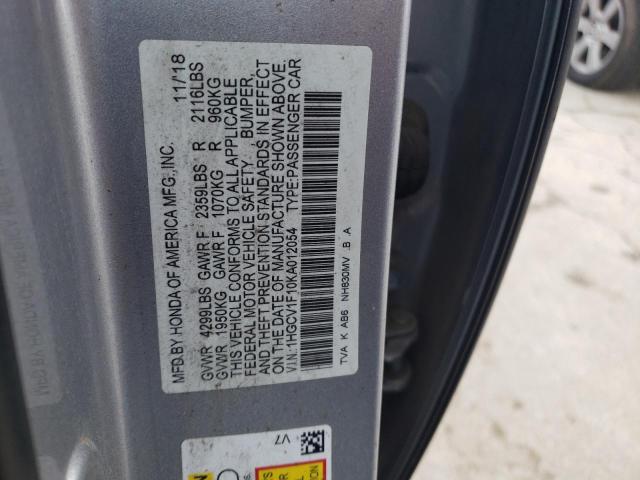 MFD.BY HONDA OF AMERICA MFG.,INC. 11/18
GVWR 4299LBS GAWR F 2359LBS R 2116LBS
GVWR 1950KG GAWR F 1070KG R 960KG
THIS VEHICLE CONFORMS TO ALL APPLICABLE
FEDERAL MOTOR VEHICLE SAFETY, BUMPER,
AND THEFT PREVENTION STANDARDS IN EFFECT
ON THE DATE OF MANUFACTURE SHOWN ABOVE.
V.I.N.:1HGCV1F10KA012054 TYPE:PASSENGER CAR
TVA K AB6 NH830MV B A
V7